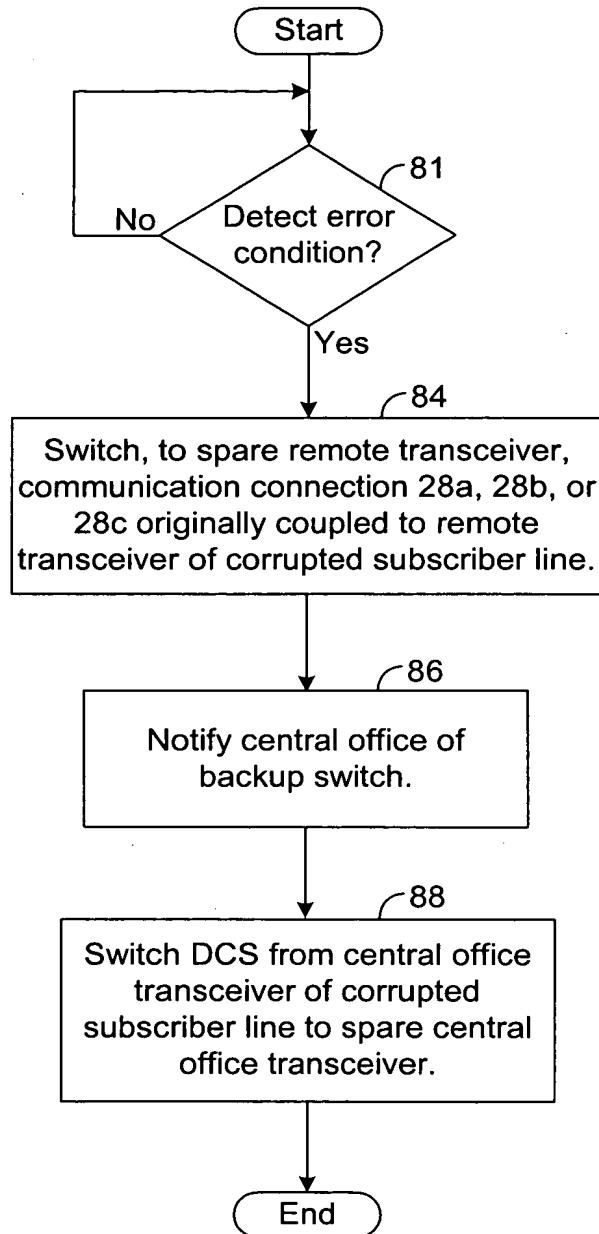 Start
81
Detect error
condition?
No
Yes
84
Switch, to spare remote transceiver,
communication connection 28a, 28b, or
28c originally coupled to remote
transceiver of corrupted subscriber line.
86
Notify central office of
backup switch.
88
Switch DCS from central office
transceiver of corrupted
subscriber line to spare central
office transceiver.
End